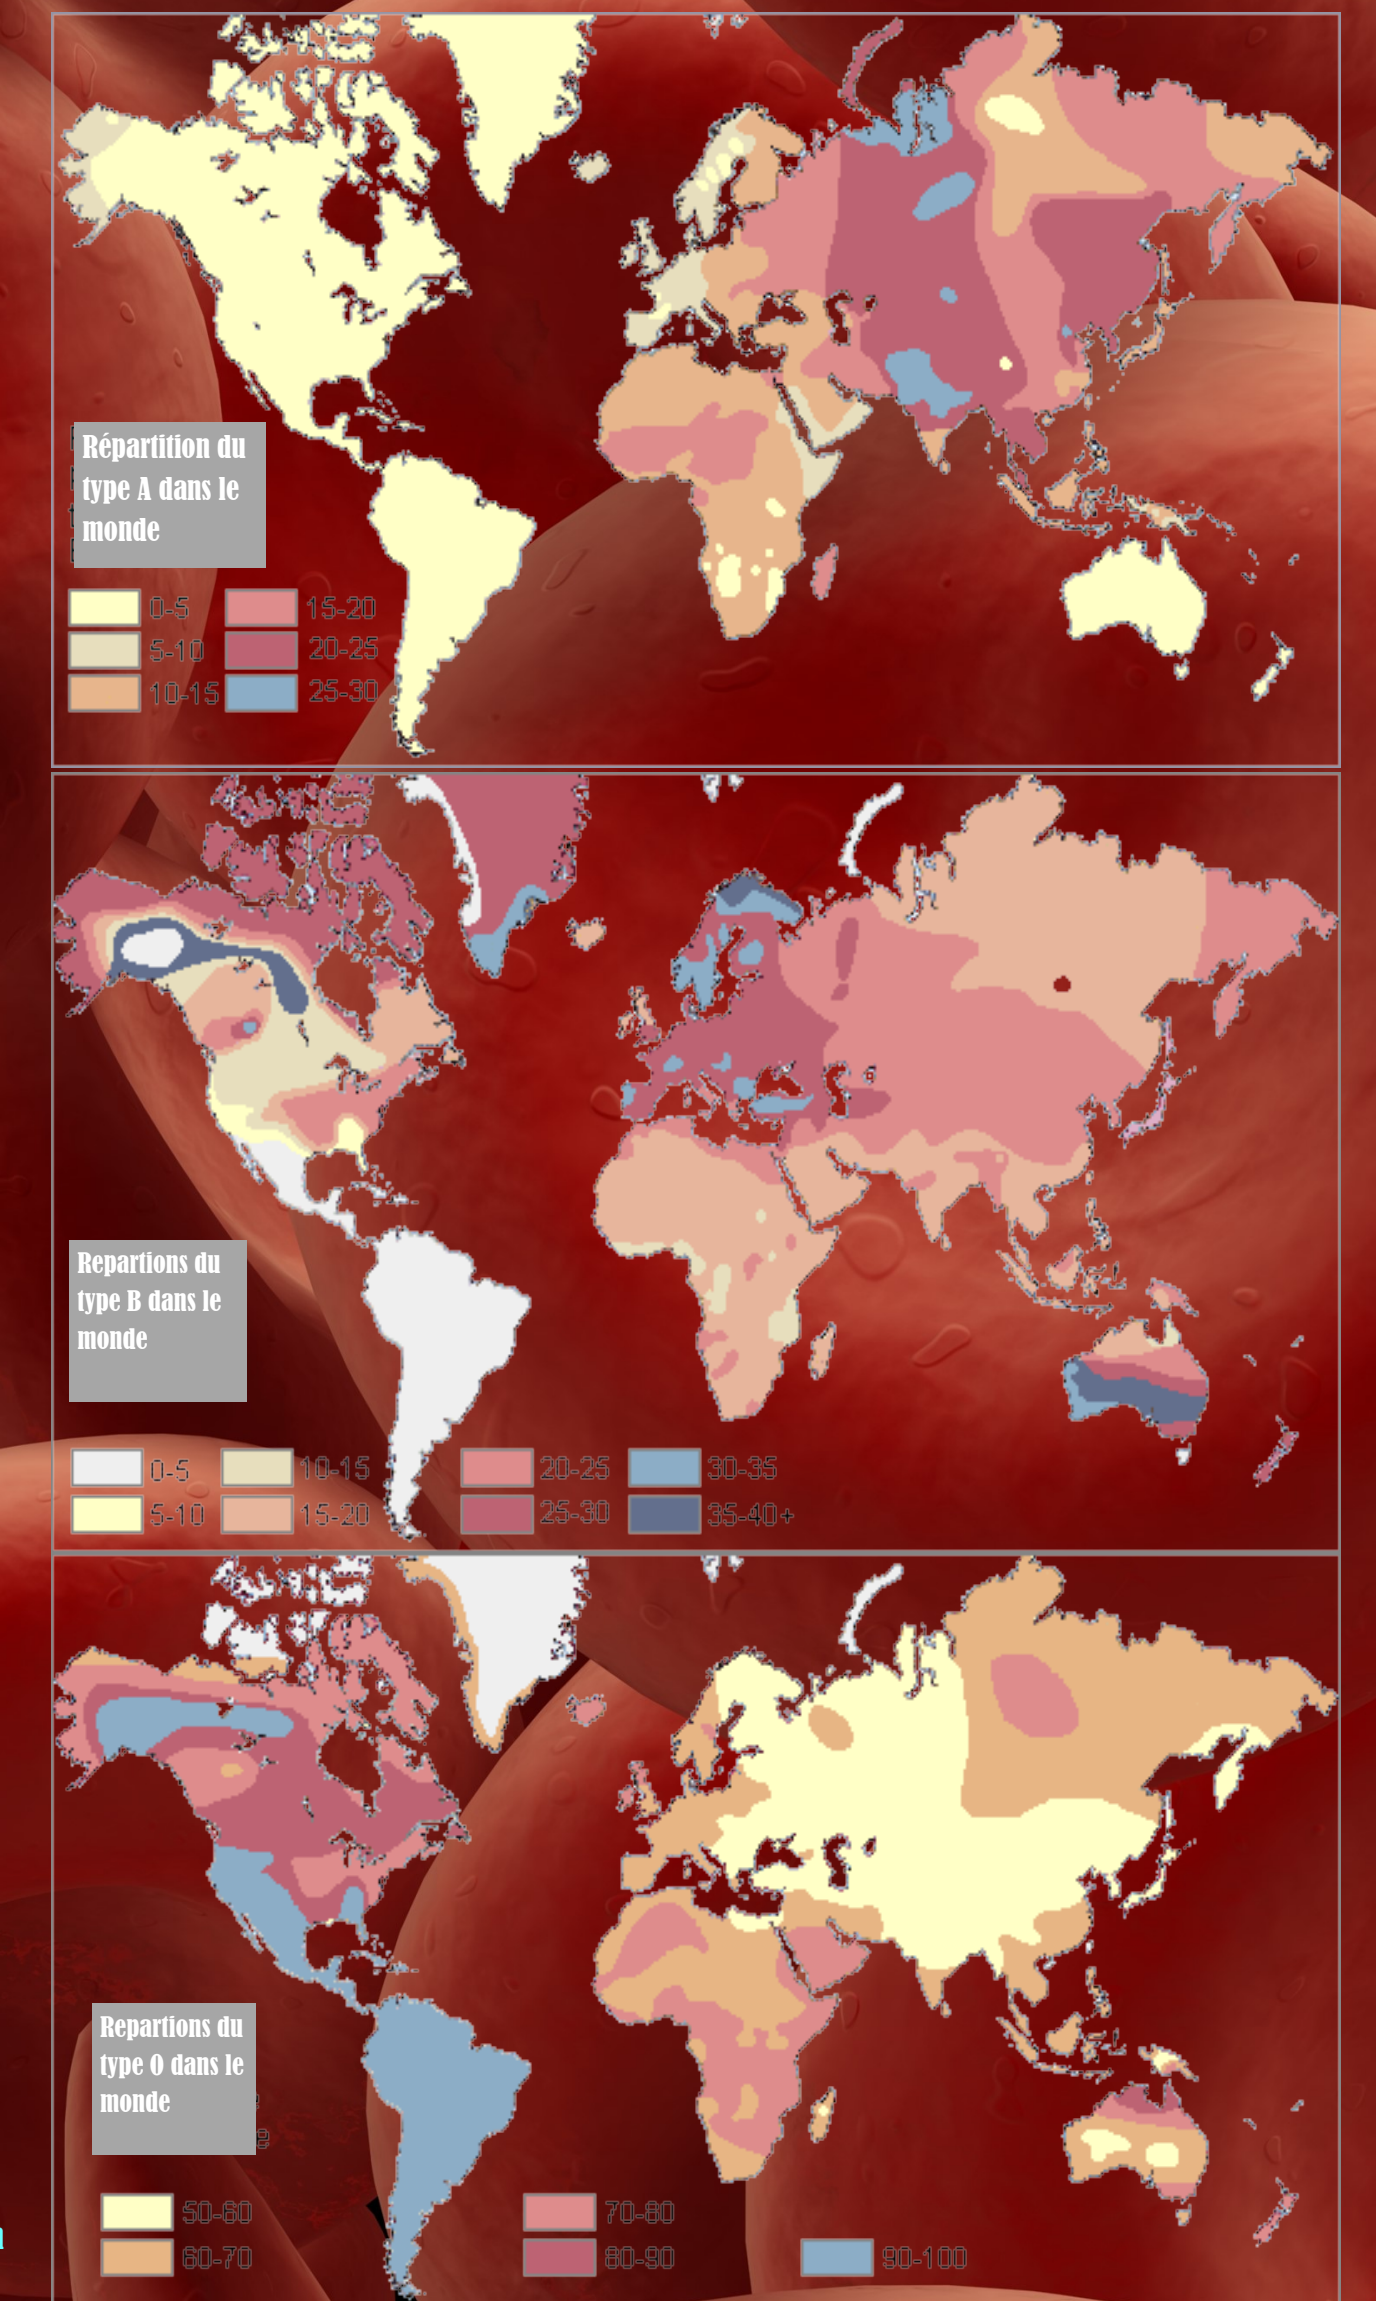 Répartition du
type A dans le
monde
0-5
15-20
5-10
20-25
10-15
25-30
Repartions du
type B dans le
monde
0-5
10-15
20-25
30-35
5-10
15-20
25-30
35-40+
Repartions du
type O dans le
monde
50-60
70-80
60-70
80-90
90-100